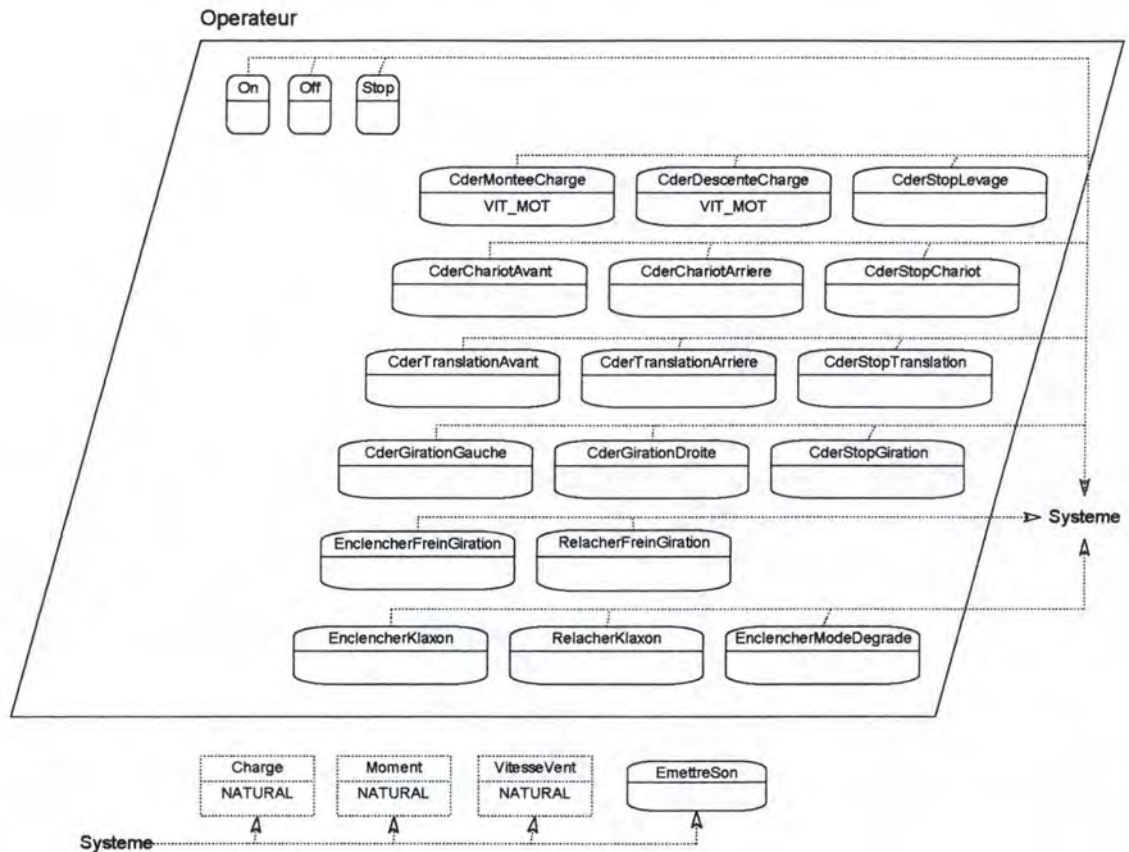 Operateur
On Off Stop
CderMonteeCharge CderDescenteCharge CderStopLevage
VIT_MOT VIT_MOT
CderChariotAvant CderChariotArriere CderStopChariot
CderTranslationAvant CderTranslationArriere CderStopTranslation
CderGirationGauche CderGirationDroite CderStopGiration
Systeme
EnclencherFreinGiration RelacherFreinGiration
EnclencherKlaxon RelacherKlaxon EnclencherModeDegrade
Charge Moment VitesseVent EmettreSon
NATURAL NATURAL NATURAL
Systeme